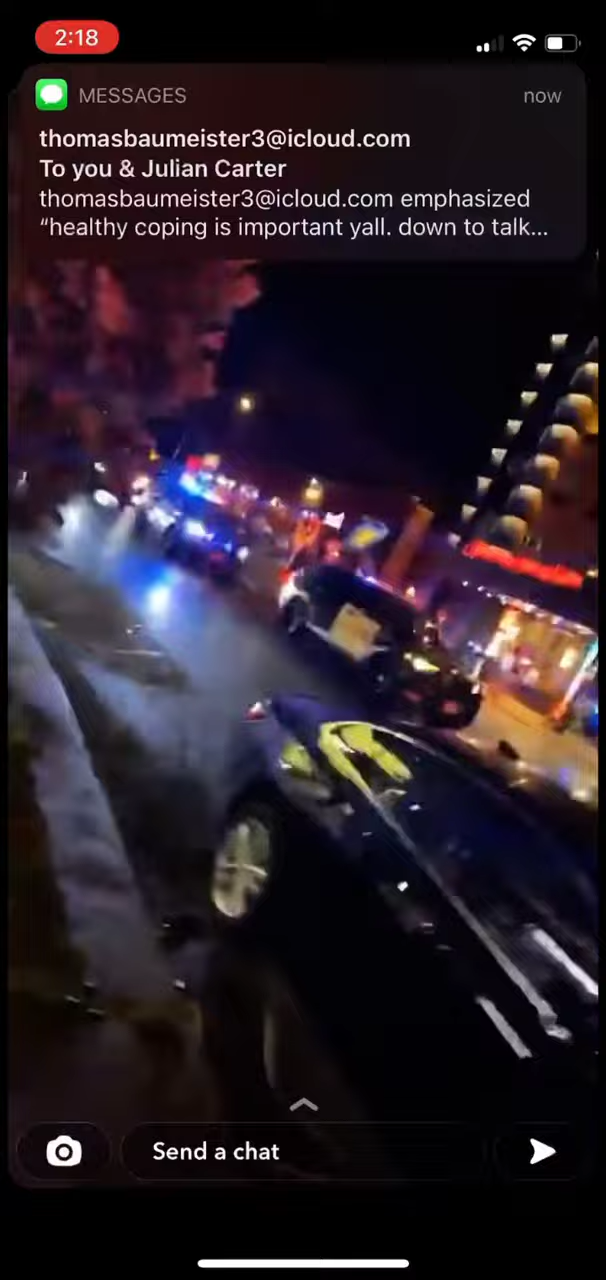 2:18
MESSAGES
now
thomasbaumeister3@icloud.com
To you & Julian Carter
thomasbaumeister3@icloud.com emphasized
“healthy coping is important yall. down to talk...
Send a chat